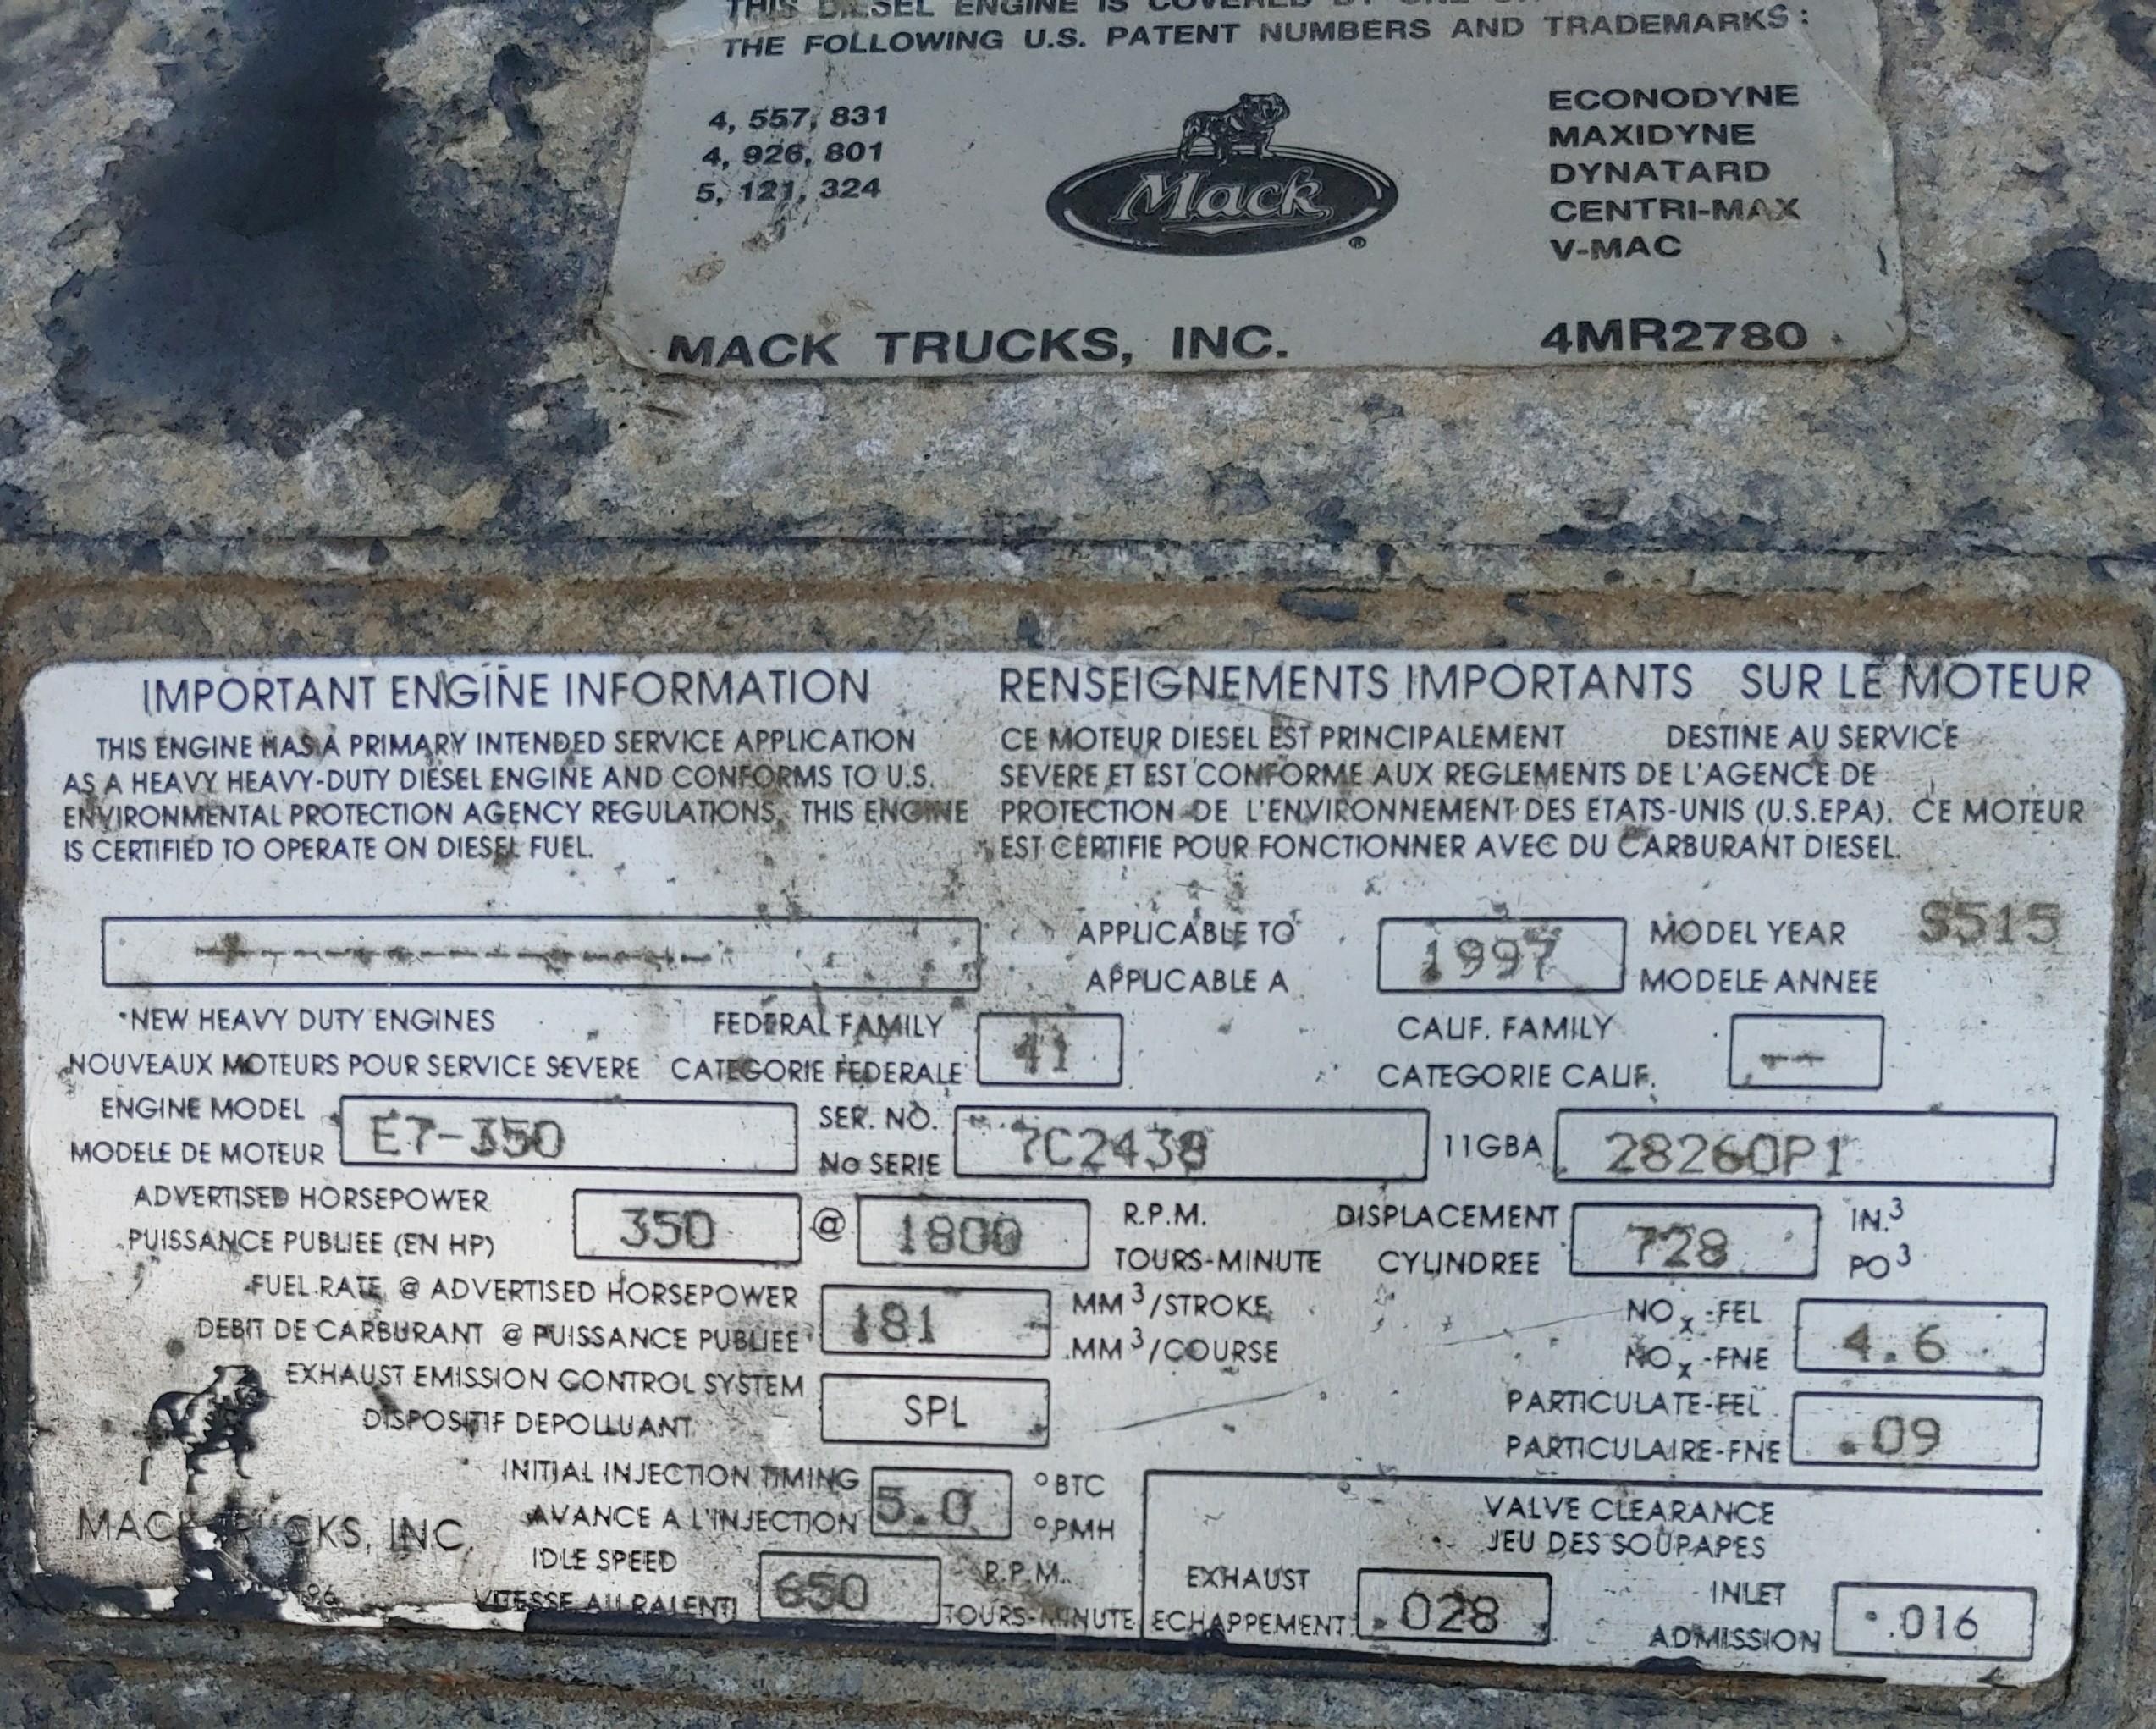 THIS DIESEL ENGINE IS COVERED BY ONE
THE FOLLOWING U.S. PATENT NUMBERS AND TRADEMARKS:
4, 557, 831
4, 926, 801
5, 121, 324
Mack
®
ECONODYNE
MAXIDYNE
DYNATARD
CENTRI-MAX
V-MAC
MACK TRUCKS, INC. 4MR2780
IMPORTANT ENGINE INFORMATION
THIS ENGINE HAS A PRIMARY INTENDED SERVICE APPLICATION
AS A HEAVY HEAVY-DUTY DIESEL ENGINE AND CONFORMS TO U.S.
ENVIRONMENTAL PROTECTION AGENCY REGULATIONS. THIS ENGINE
IS CERTIFIED TO OPERATE ON DIESEL FUEL.
RENSEIGNEMENTS IMPORTANTS SUR LE MOTEUR
CE MOTEUR DIESEL EST PRINCIPALEMENT DESTINE AU SERVICE
SEVERE ET EST CONFORME AUX REGLEMENTS DE L'AGENCE DE
PROTECTION DE L'ENVIRONNEMENT DES ETATS-UNIS (U.S.EPA). CE MOTEUR
EST CERTIFIE POUR FONCTIONNER AVEC DU CARBURANT DIESEL.
APPLICABLE TO
APPLICABLE A
1997
MODEL YEAR
MODELE ANNEE
S515
NEW HEAVY DUTY ENGINES
NOUVEAUX MOTEURS POUR SERVICE SEVERE
FEDERAL FAMILY
CATEGORIE FEDERALE
41
CALIF. FAMILY
CATEGORIE CALIF.
--
ENGINE MODEL
MODELE DE MOTEUR
E7-350
SER. NO.
No SERIE
7C2438
11GBA
28260P1
ADVERTISED HORSEPOWER
PUISSANCE PUBLIEE (EN HP)
350
@
1800
R.P.M.
TOURS-MINUTE
DISPLACEMENT
CYLINDREE
728
IN.³
PO³
FUEL RATE @ ADVERTISED HORSEPOWER
DEBIT DE CARBURANT @ PUISSANCE PUBLIEE
181
MM³/STROKE
MM³/COURSE
NOx-FEL
NOx-FNE
4.6
EXHAUST EMISSION CONTROL SYSTEM
DISPOSITIF DEPOLLUANT
SPL
PARTICULATE-FEL
PARTICULAIRE-FNE
.09
INITIAL INJECTION TIMING
AVANCE A L'INJECTION
5.0
°BTC
°PMH
MACK TRUCKS, INC.
IDLE SPEED
VITESSE AU RALENTI
650
R.P.M.
TOURS-MINUTE
VALVE CLEARANCE
JEU DES SOUPAPES
EXHAUST
ECHAPPEMENT
.028
INLET
ADMISSION
.016